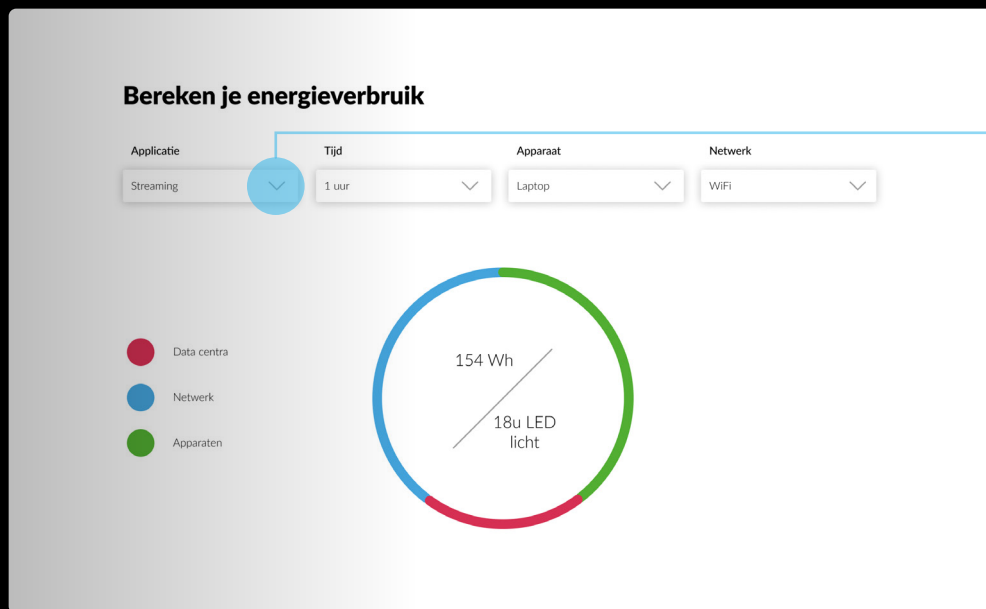 Bereken je energieverbruik
Applicatie
Tijd
Apparaat
Netwerk
Streaming
1 uur
Laptop
WiFi
154 Wh
18u LED
licht
Data centra
Netwerk
Apparaten